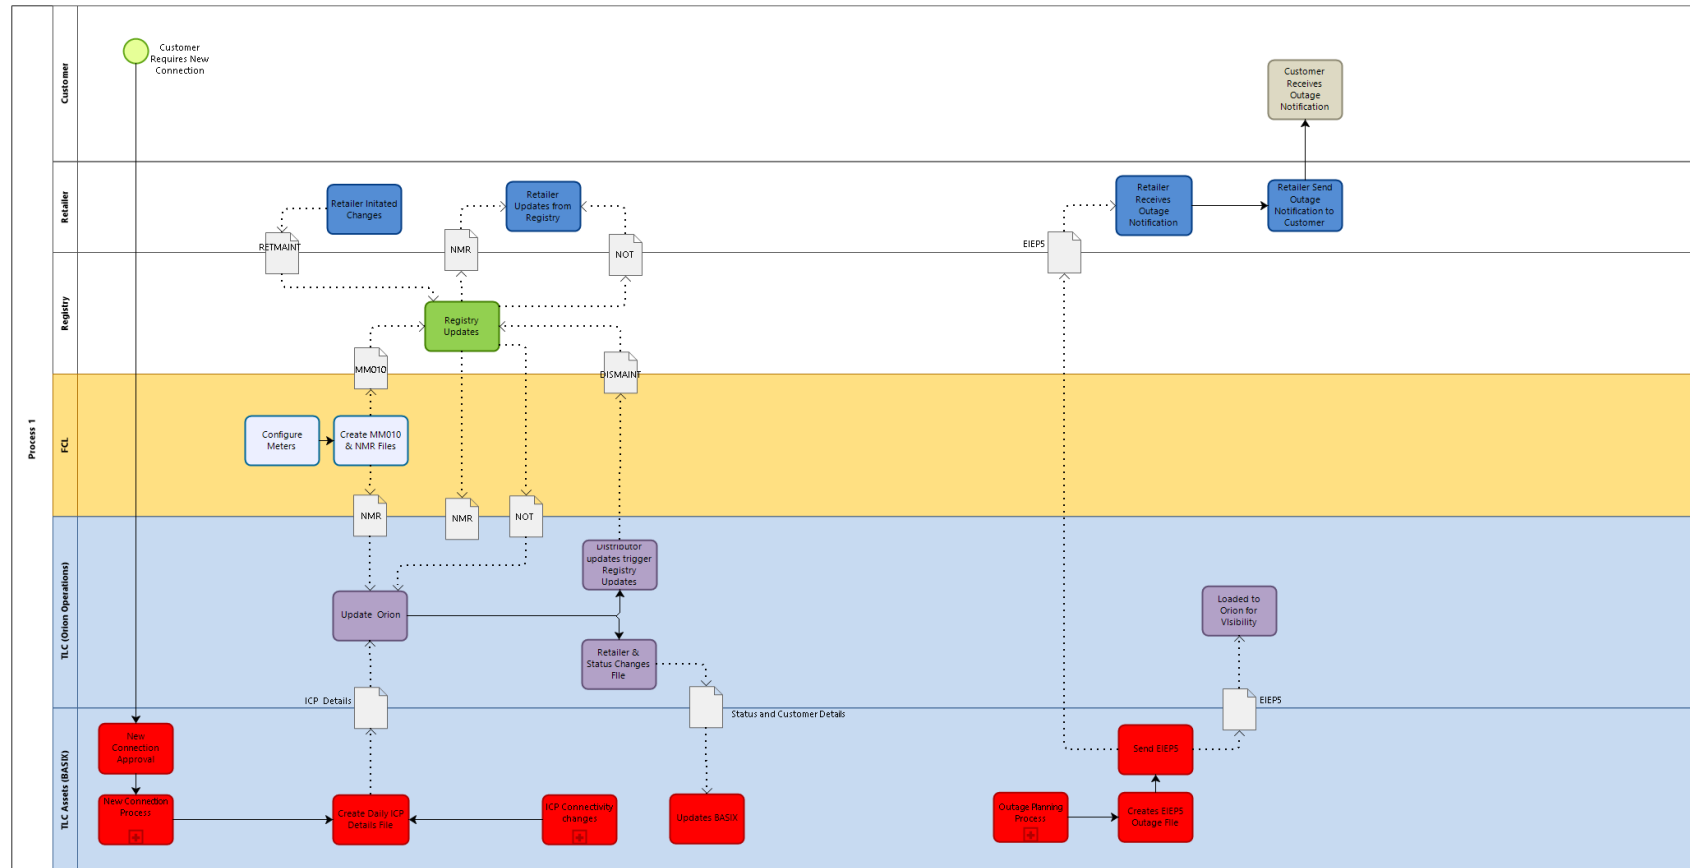 Process 1
Customer
Customer
Requires New
Connection
Customer
Receives
Outage
Notification
Retailer
Retailer Initated
Changes
Retailer
Updates from
Registry
Retailer
Receives
Outage
Notification
Retailer Send
Outage
Notification to
Customer
RETMAINT
NMR
NOT
EIEP5
Registry
Registry
Updates
MM010
DISMAINT
FCL
Configure
Meters
Create MM010
& NMR Files
NMR
NMR
NOT
TLC (Orion Operations)
Distributor
updates trigger
Registry
Updates
Update Orion
Retailer &
Status Changes
File
Loaded to
Orion for
Visibility
ICP Details
Status and Customer Details
EIEP5
TLC Assets (BASIX)
New
Connection
Approval
Send EIEP5
New Connection
Process
Create Daily ICP
Details File
ICP Connectivity
changes
Updates BASIX
Outage Planning
Process
Creates EIEP5
Outage File